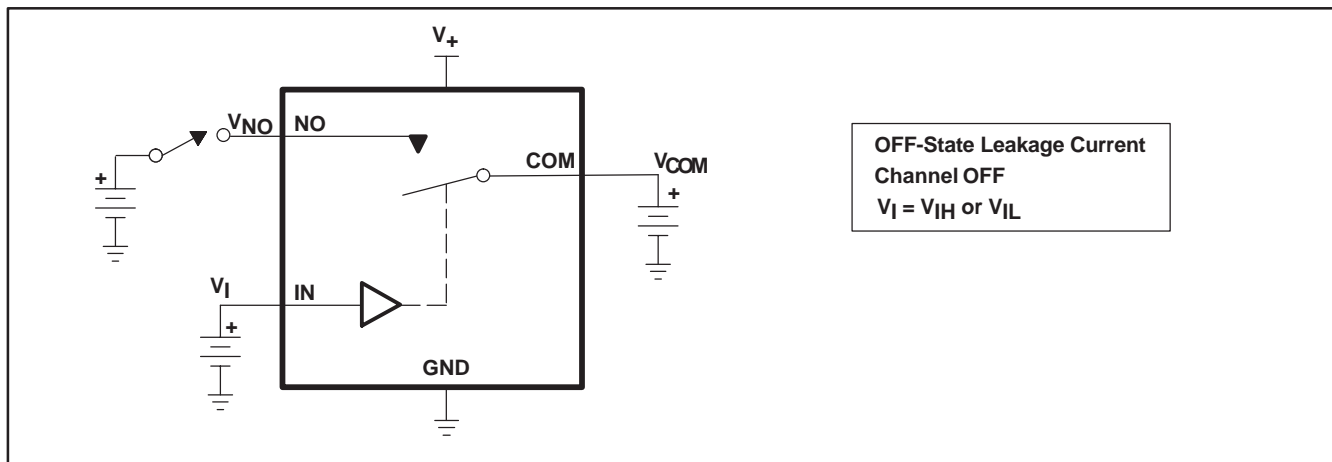 V+
VNO NO
COM VCOM
+
+
VI IN
+
GND
OFF-State Leakage Current
Channel OFF
VI = VIH or VIL